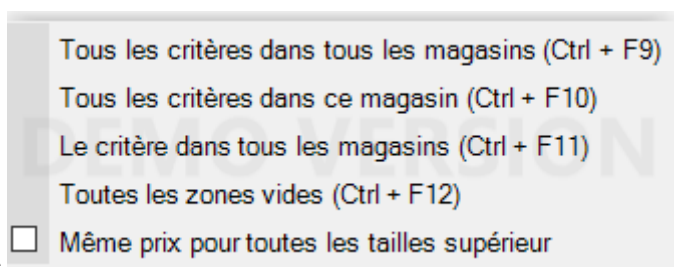 Tous les critères dans tous les magasins (Ctrl + F9)
Tous les critères dans ce magasin (Ctrl + F10)
DEMO VERSION
Le critère dans tous les magasins (Ctrl + F11)
Toutes les zones vides (Ctrl + F12)
Même prix pour toutes les tailles supérieur